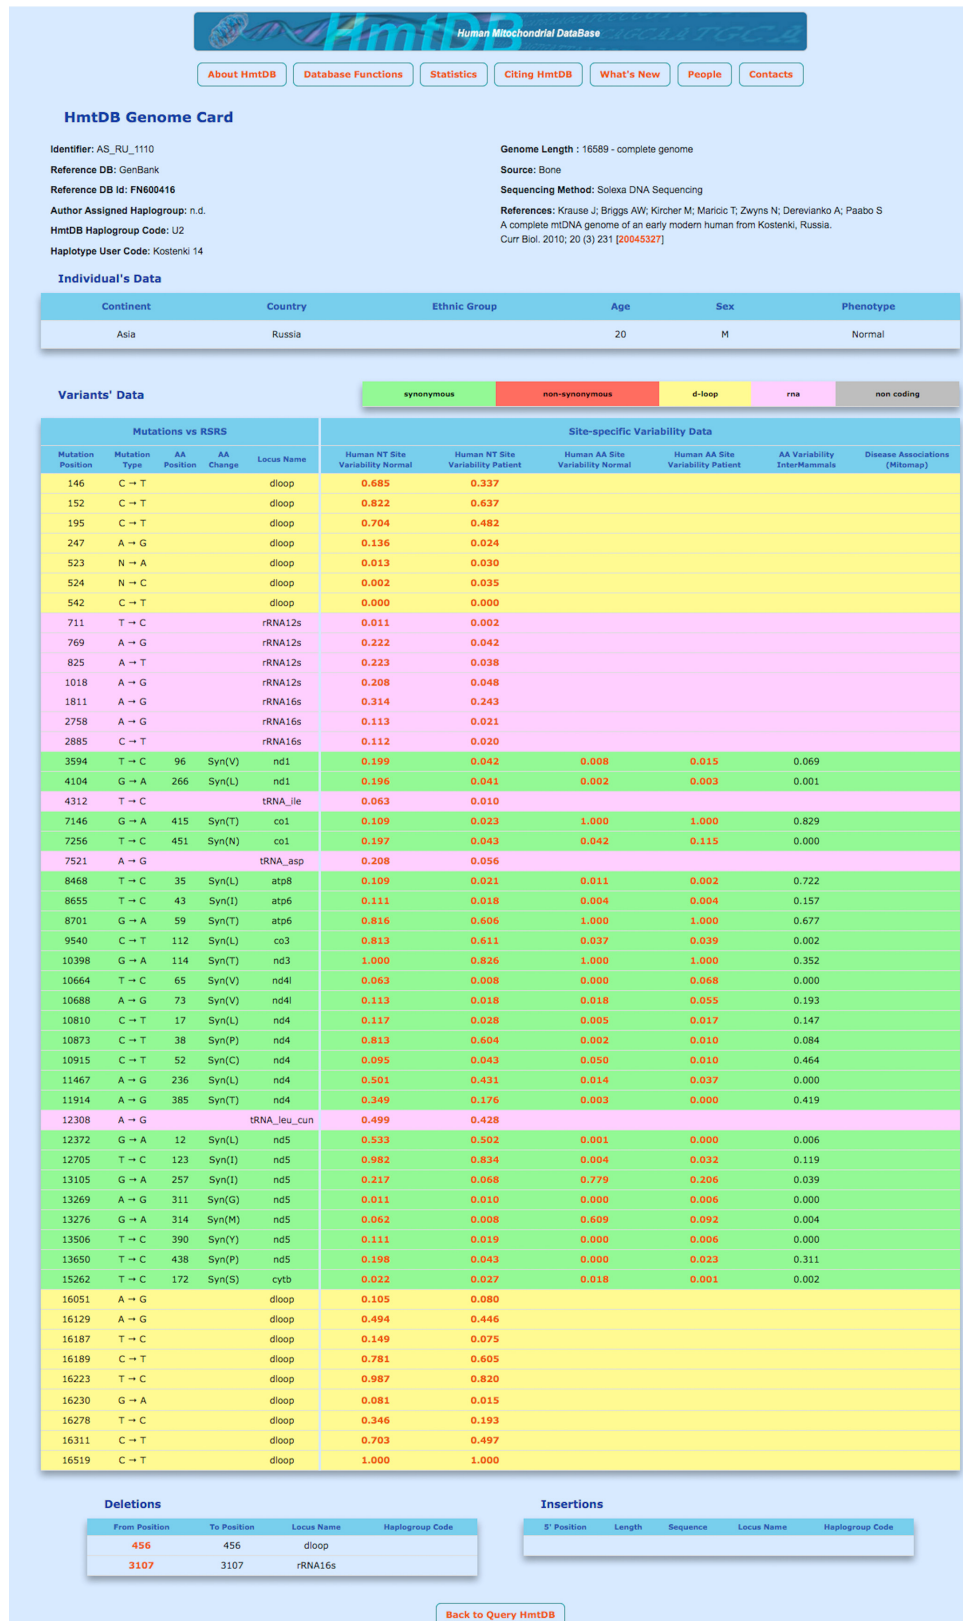 HmtDB
Human Mitochondrial DataBase
About HmtDB Database Functions Statistics Citing HmtDB What's New People Contacts
HmtDB Genome Card
Identifier: AS_RU_1110
Reference DB: GenBank
Reference DB Id: FN600416
Author Assigned Haplogroup: n.d.
HmtDB Haplogroup Code: U2
Haplotype User Code: Kostenki 14
Genome Length : 16589 - complete genome
Source: Bone
Sequencing Method: Solexa DNA Sequencing
References: Krause J; Briggs AW; Kircher M; Maricic T; Zwyns N; Derevianko A; Paabo S
A complete mtDNA genome of an early modern human from Kostenki, Russia.
Curr Biol. 2010; 20 (3) 231 [20045327]
Individual's Data
Continent Country Ethnic Group Age Sex Phenotype
Asia Russia 20 M Normal
Variants' Data
synonymous non-synonymous d-loop rna non coding
Mutations vs RSRS Site-specific Variability Data
Mutation Position Mutation Type AA Position AA Change Locus Name Human NT Site Variability Normal Human NT Site Variability Patient Human AA Site Variability Normal Human AA Site Variability Patient AA Variability InterMammals Disease Associations (Mitomap)
146 C → T dloop 0.685 0.337
152 C → T dloop 0.822 0.637
195 C → T dloop 0.704 0.482
247 A → G dloop 0.136 0.024
523 N → A dloop 0.013 0.030
524 N → C dloop 0.002 0.035
542 C → T dloop 0.000 0.000
711 T → C rRNA12s 0.011 0.002
769 A → G rRNA12s 0.222 0.042
825 A → T rRNA12s 0.223 0.038
1018 A → G rRNA12s 0.208 0.048
1811 A → G rRNA16s 0.314 0.243
2758 A → G rRNA16s 0.113 0.021
2885 C → T rRNA16s 0.112 0.020
3594 T → C 96 Syn(V) nd1 0.199 0.042 0.008 0.015 0.069
4104 G → A 266 Syn(L) nd1 0.196 0.041 0.002 0.003 0.001
4312 T → C tRNA_ile 0.063 0.010
7146 G → A 415 Syn(T) co1 0.109 0.023 1.000 1.000 0.829
7256 T → C 451 Syn(N) co1 0.197 0.043 0.042 0.115 0.000
7521 A → G tRNA_asp 0.208 0.056
8468 T → C 35 Syn(L) atp8 0.109 0.021 0.011 0.002 0.722
8655 T → C 43 Syn(I) atp6 0.111 0.018 0.004 0.004 0.157
8701 G → A 59 Syn(T) atp6 0.816 0.606 1.000 1.000 0.677
9540 C → T 112 Syn(L) co3 0.813 0.611 0.037 0.039 0.002
10398 G → A 114 Syn(T) nd3 1.000 0.826 1.000 1.000 0.352
10664 T → C 65 Syn(V) nd4l 0.063 0.008 0.000 0.068 0.000
10688 A → G 73 Syn(V) nd4l 0.113 0.018 0.018 0.055 0.193
10810 C → T 17 Syn(L) nd4 0.117 0.028 0.005 0.017 0.147
10873 C → T 38 Syn(P) nd4 0.813 0.604 0.002 0.010 0.084
10915 C → T 52 Syn(C) nd4 0.095 0.043 0.050 0.010 0.464
11467 A → G 236 Syn(L) nd4 0.501 0.431 0.014 0.037 0.000
11914 A → G 385 Syn(T) nd4 0.349 0.176 0.003 0.000 0.419
12308 A → G tRNA_leu_cun 0.499 0.428
12372 G → A 12 Syn(L) nd5 0.533 0.502 0.001 0.000 0.006
12705 T → C 123 Syn(I) nd5 0.982 0.834 0.004 0.032 0.119
13105 G → A 257 Syn(I) nd5 0.217 0.068 0.779 0.206 0.039
13269 A → G 311 Syn(G) nd5 0.011 0.010 0.000 0.006 0.000
13276 G → A 314 Syn(M) nd5 0.062 0.008 0.609 0.092 0.004
13506 T → C 390 Syn(Y) nd5 0.111 0.019 0.000 0.006 0.000
13650 T → C 438 Syn(P) nd5 0.198 0.043 0.000 0.023 0.311
15262 T → C 172 Syn(S) cytb 0.022 0.027 0.018 0.001 0.002
16051 A → G dloop 0.105 0.080
16129 A → G dloop 0.494 0.446
16187 T → C dloop 0.149 0.075
16189 C → T dloop 0.781 0.605
16223 T → C dloop 0.987 0.820
16230 G → A dloop 0.081 0.015
16278 T → C dloop 0.346 0.193
16311 C → T dloop 0.703 0.497
16519 C → T dloop 1.000 1.000
Deletions
From Position To Position Locus Name Haplogroup Code
456 456 dloop
3107 3107 rRNA16s
Insertions
5' Position Length Sequence Locus Name Haplogroup Code
Back to Query HmtDB